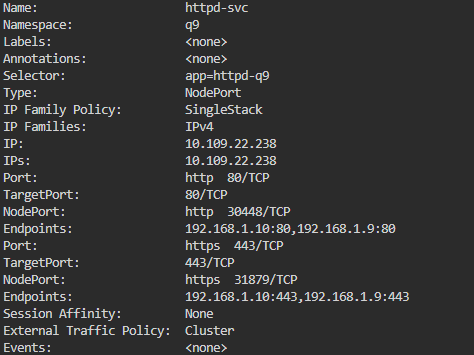 Name:                     httpd-svc
Namespace:                q9
Labels:                   <none>
Annotations:              <none>
Selector:                 app=httpd-q9
Type:                     NodePort
IP Family Policy:         SingleStack
IP Families:              IPv4
IP:                       10.109.22.238
IPs:                      10.109.22.238
Port:                     http  80/TCP
TargetPort:               80/TCP
NodePort:                 http  30448/TCP
Endpoints:                192.168.1.10:80,192.168.1.9:80
Port:                     https  443/TCP
TargetPort:               443/TCP
NodePort:                 https  31879/TCP
Endpoints:                192.168.1.10:443,192.168.1.9:443
Session Affinity:         None
External Traffic Policy:  Cluster
Events:                   <none>